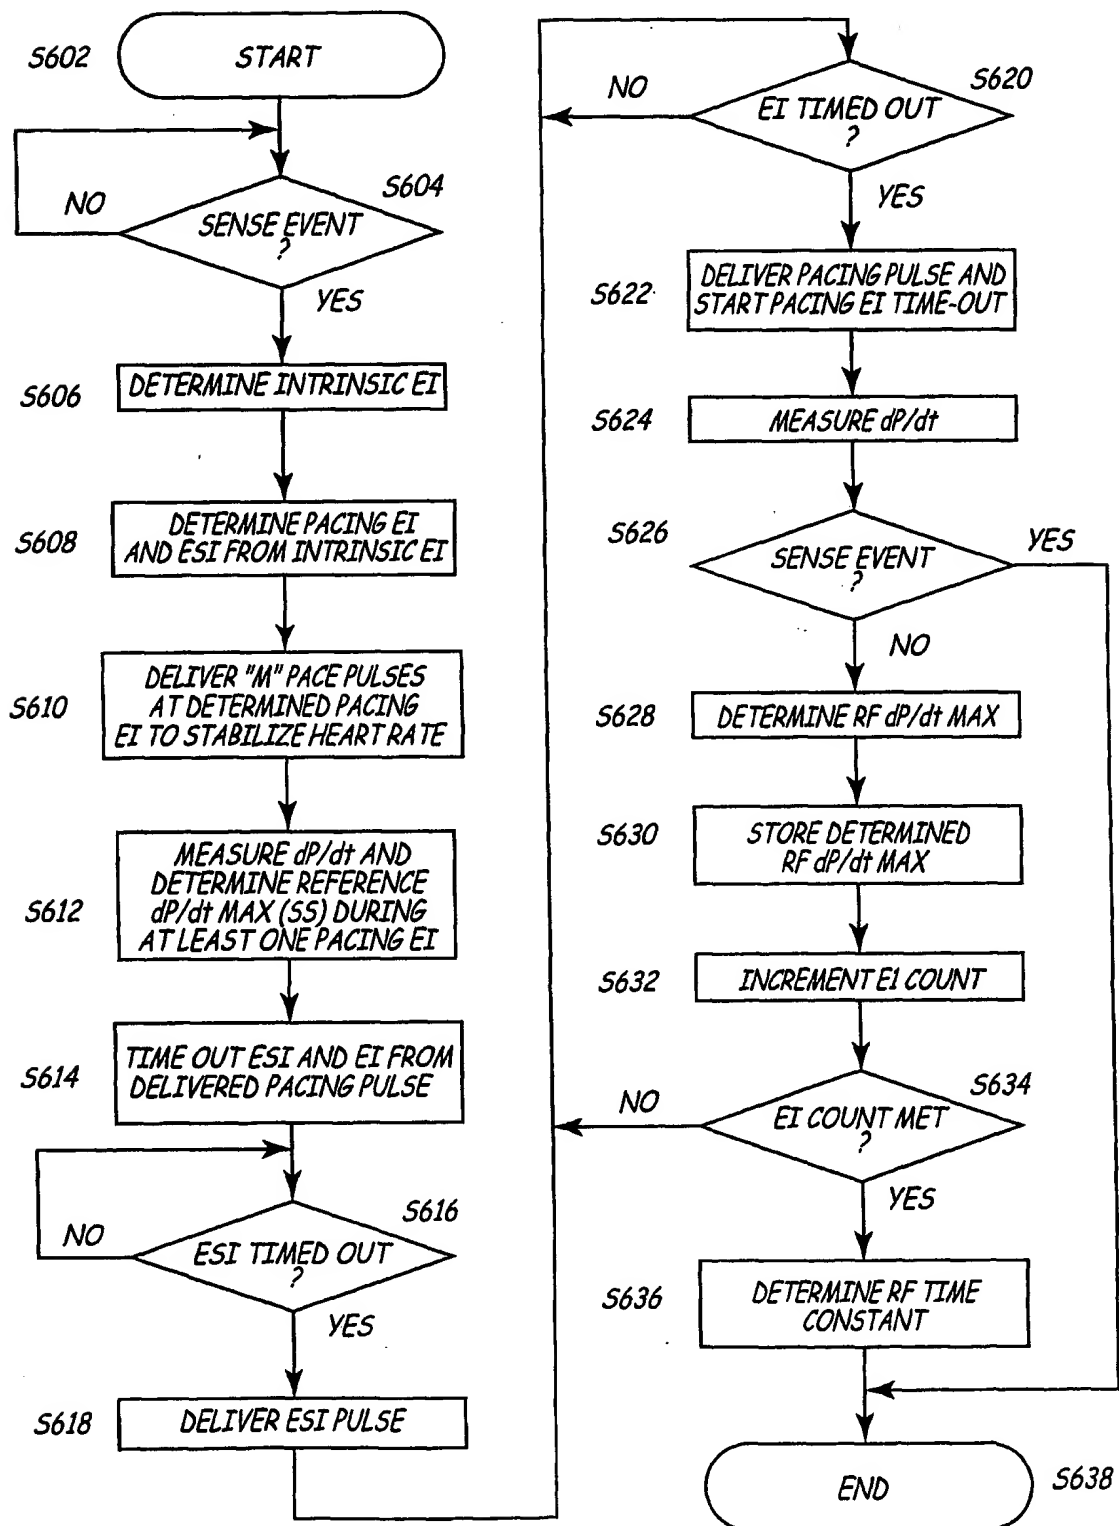 S602
START
S604
NO
SENSE EVENT
?
YES
S606
DETERMINE INTRINSIC EI
S608
DETERMINE PACING EI
AND ESI FROM INTRINSIC EI
S610
DELIVER "M" PACE PULSES
AT DETERMINED PACING
EI TO STABILIZE HEART RATE
S612
MEASURE dP/dt AND
DETERMINE REFERENCE
dP/dt MAX (SS) DURING
AT LEAST ONE PACING EI
S614
TIME OUT ESI AND EI FROM
DELIVERED PACING PULSE
S616
NO
ESI TIMED OUT
?
YES
S618
DELIVER ESI PULSE
S620
NO
EI TIMED OUT
?
YES
S622
DELIVER PACING PULSE AND
START PACING EI TIME-OUT
S624
MEASURE dP/dt
S626
YES
SENSE EVENT
?
NO
S628
DETERMINE RF dP/dt MAX
S630
STORE DETERMINED
RF dP/dt MAX
S632
INCREMENT E1 COUNT
S634
NO
EI COUNT MET
?
YES
S636
DETERMINE RF TIME
CONSTANT
END
S638